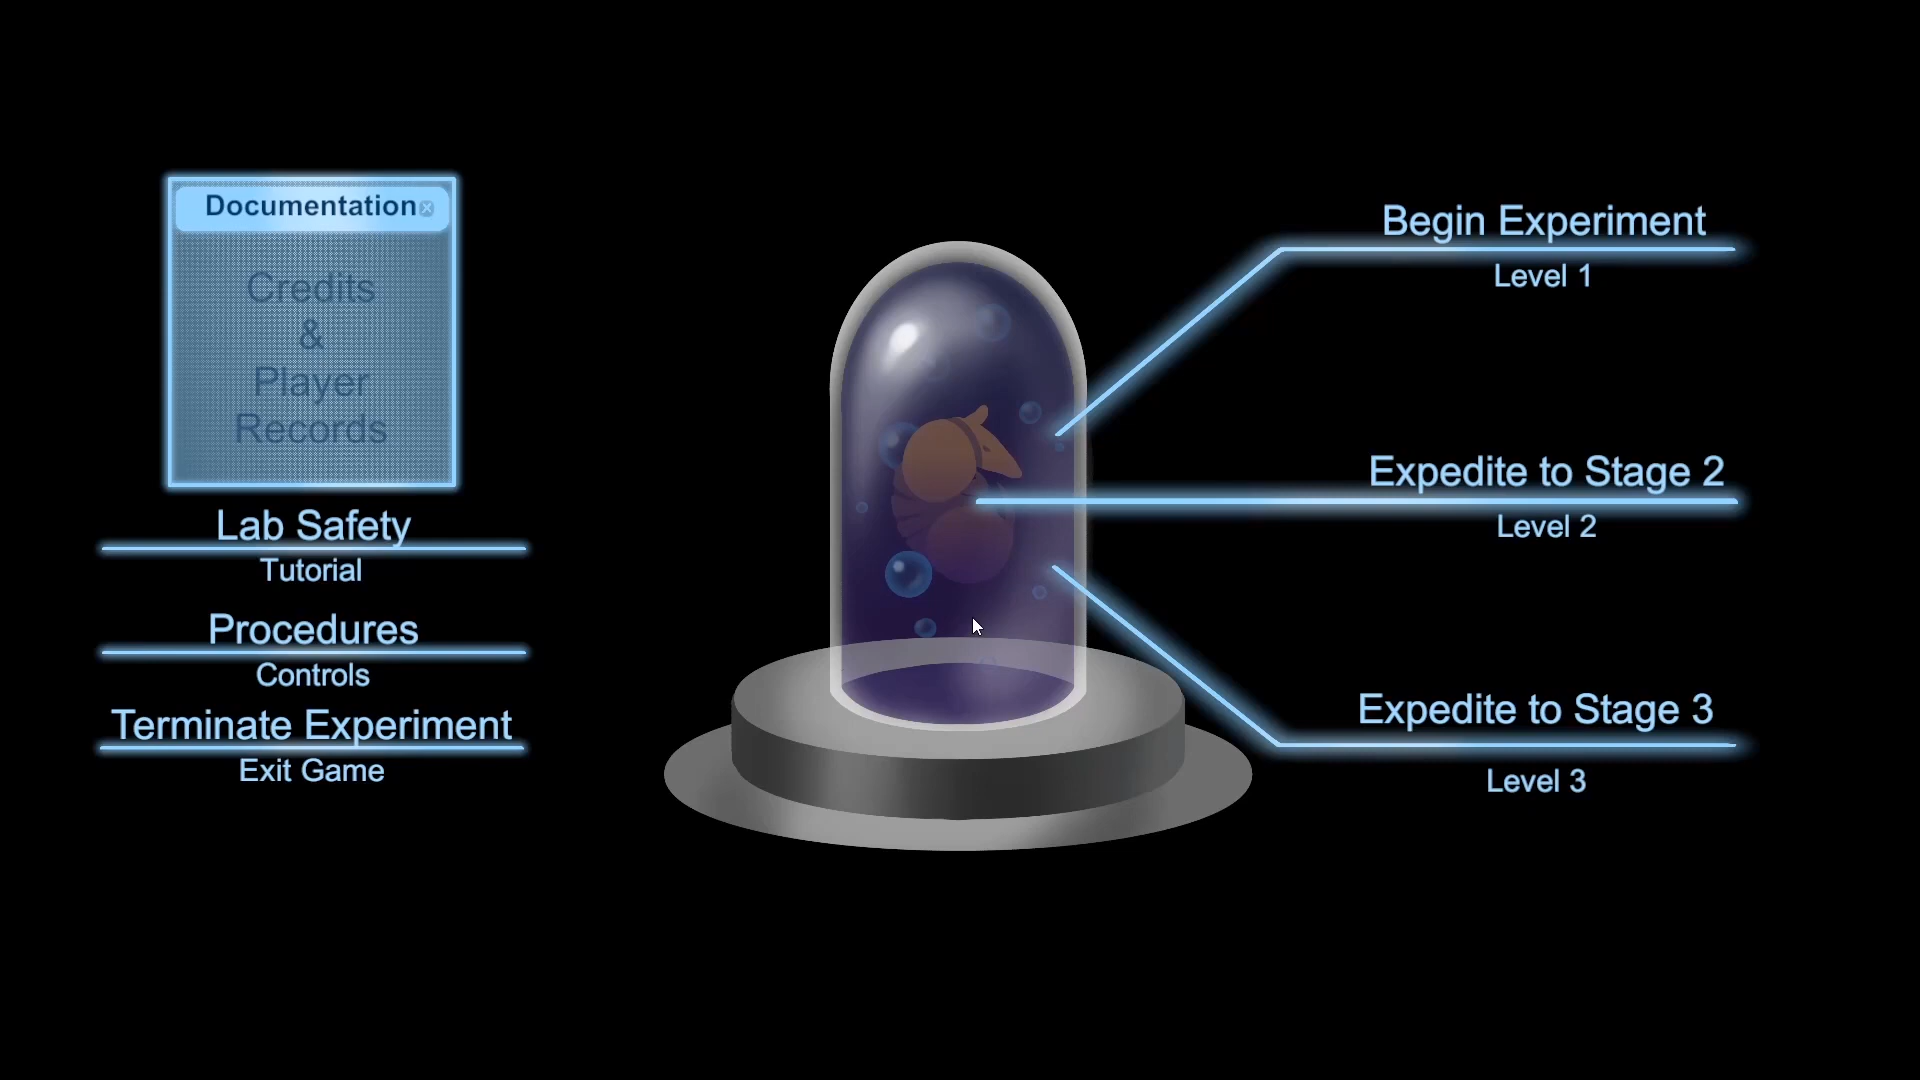 Documentation
Credits
&
Player
Records
Lab Safety
Tutorial
Procedures
Controls
Terminate Experiment
Exit Game
Begin Experiment
Level 1
Expedite to Stage 2
Level 2
Expedite to Stage 3
Level 3